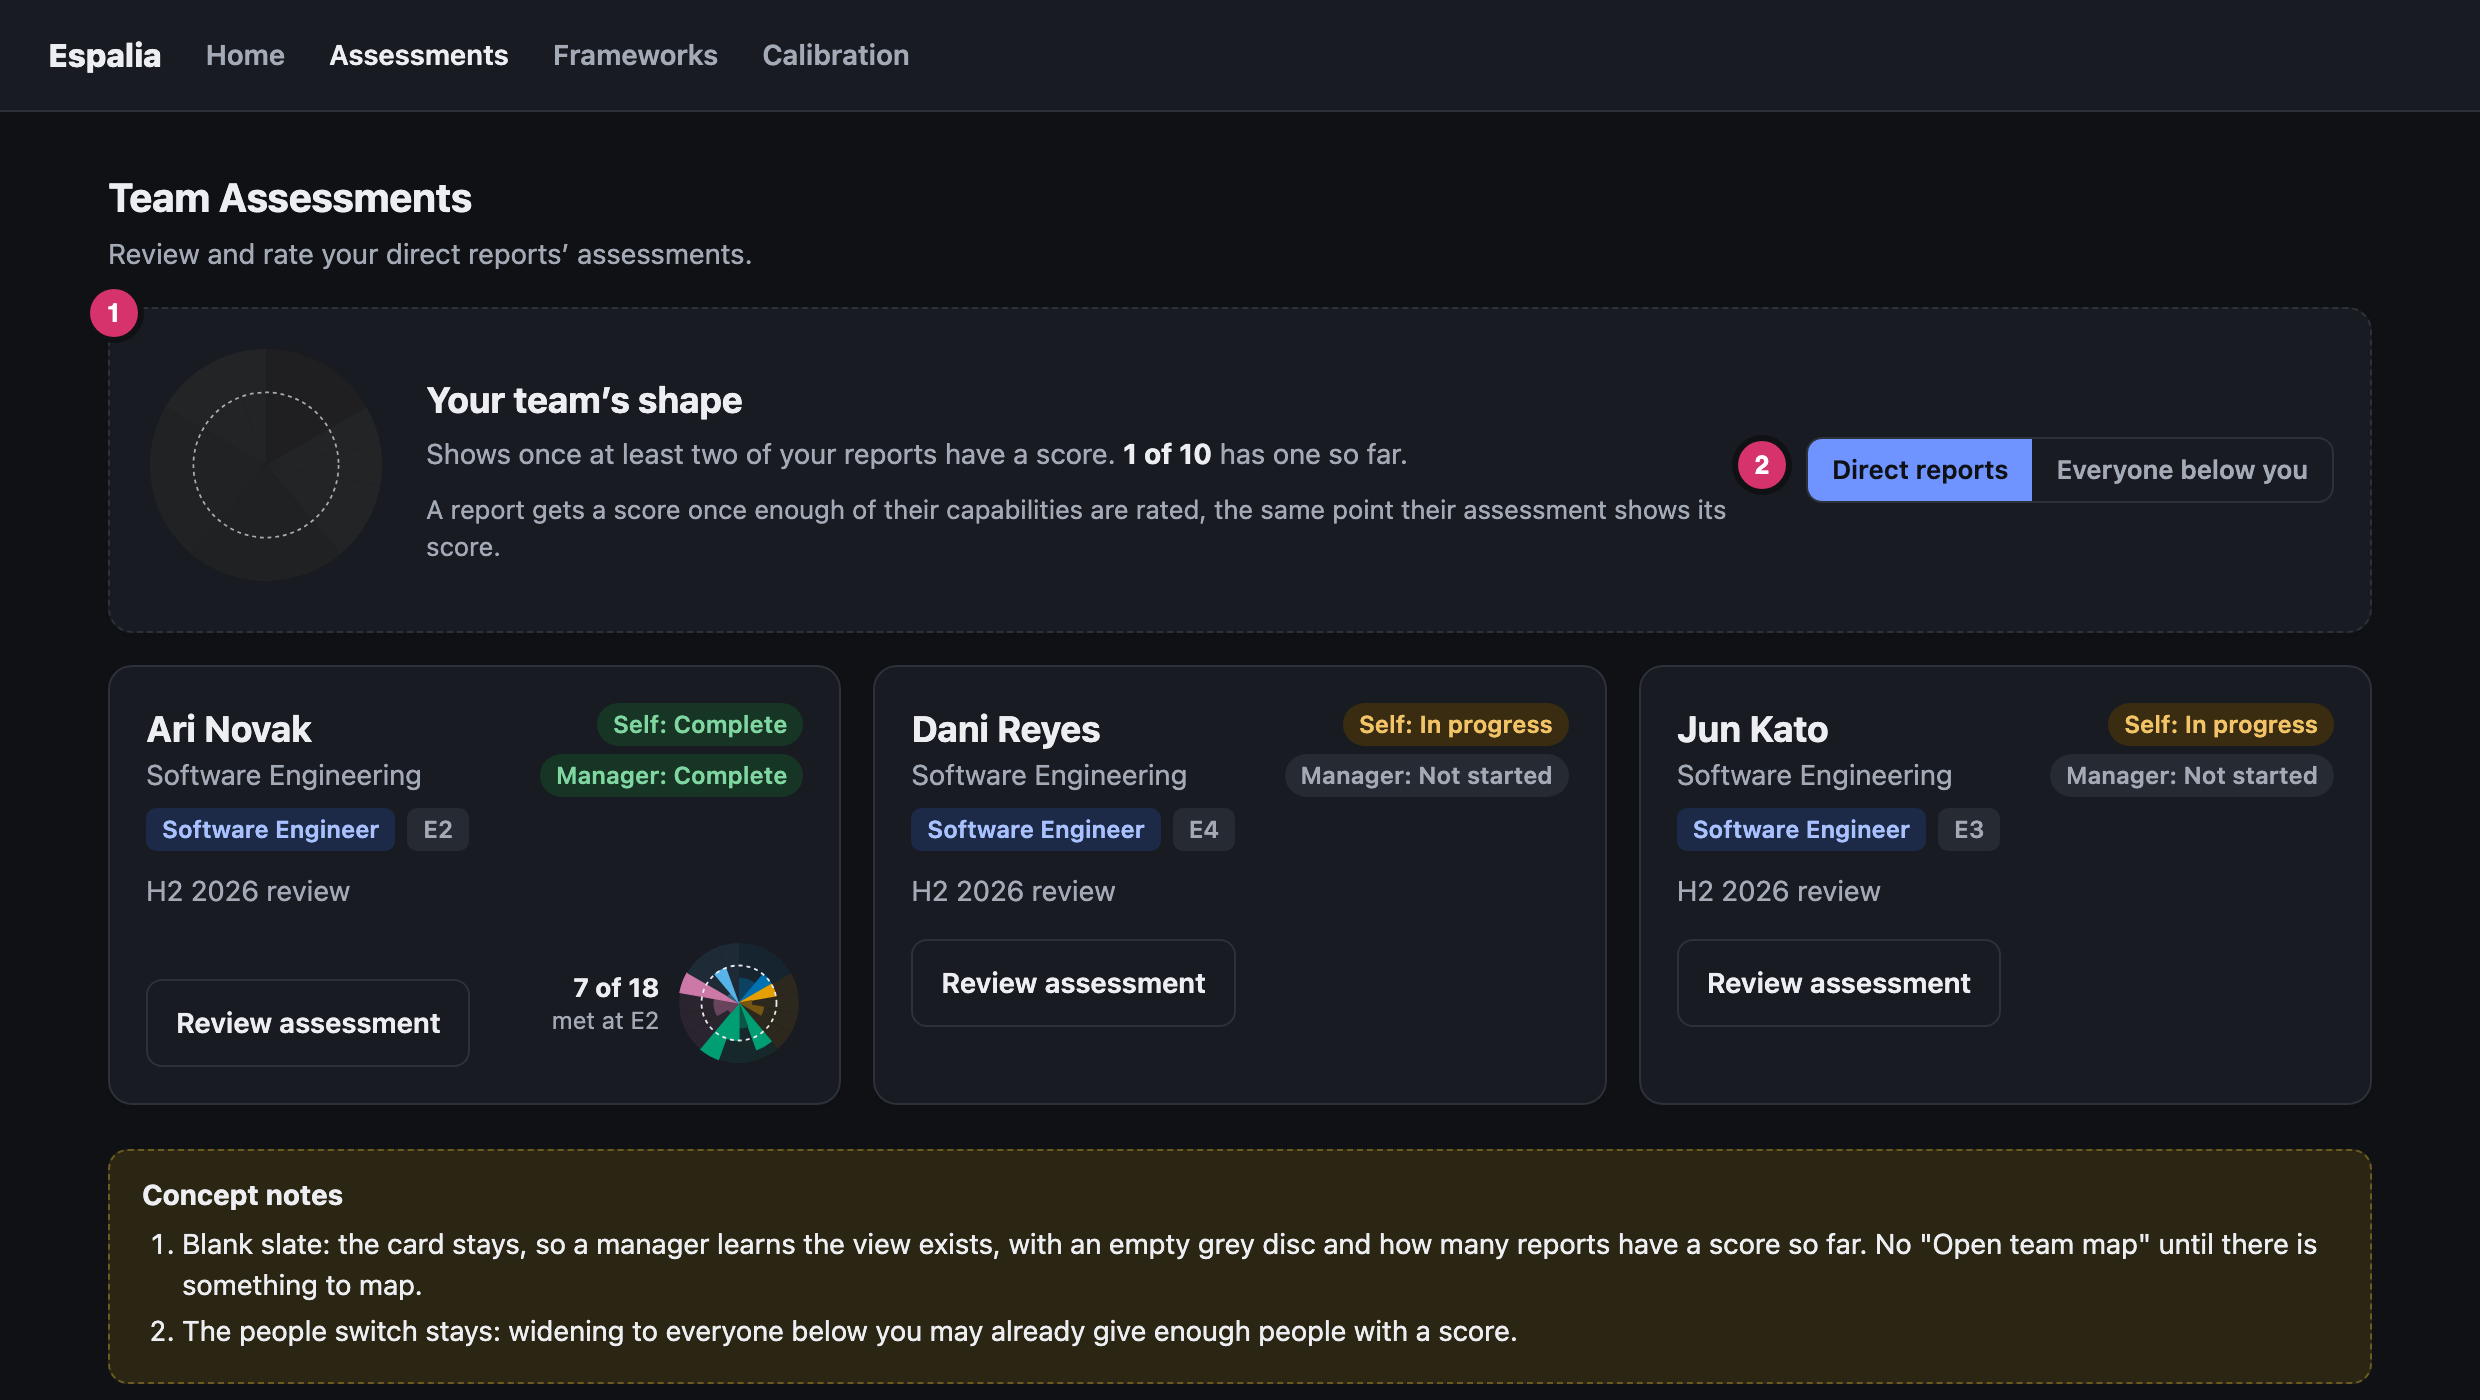 Espalia Home Assessments Frameworks Calibration
Team Assessments
Review and rate your direct reports’ assessments.
1
Your team’s shape
Shows once at least two of your reports have a score. 1 of 10 has one so far.
A report gets a score once enough of their capabilities are rated, the same point their assessment shows its
score.
2
Direct reports
Everyone below you
Ari Novak
Self: Complete
Software Engineering
Manager: Complete
Software Engineer
E2
H2 2026 review
Review assessment
7 of 18
met at E2
Dani Reyes
Self: In progress
Software Engineering
Manager: Not started
Software Engineer
E4
H2 2026 review
Review assessment
Jun Kato
Self: In progress
Software Engineering
Manager: Not started
Software Engineer
E3
H2 2026 review
Review assessment
Concept notes
1. Blank slate: the card stays, so a manager learns the view exists, with an empty grey disc and how many reports have a score so far. No "Open team map" until there is
something to map.
2. The people switch stays: widening to everyone below you may already give enough people with a score.